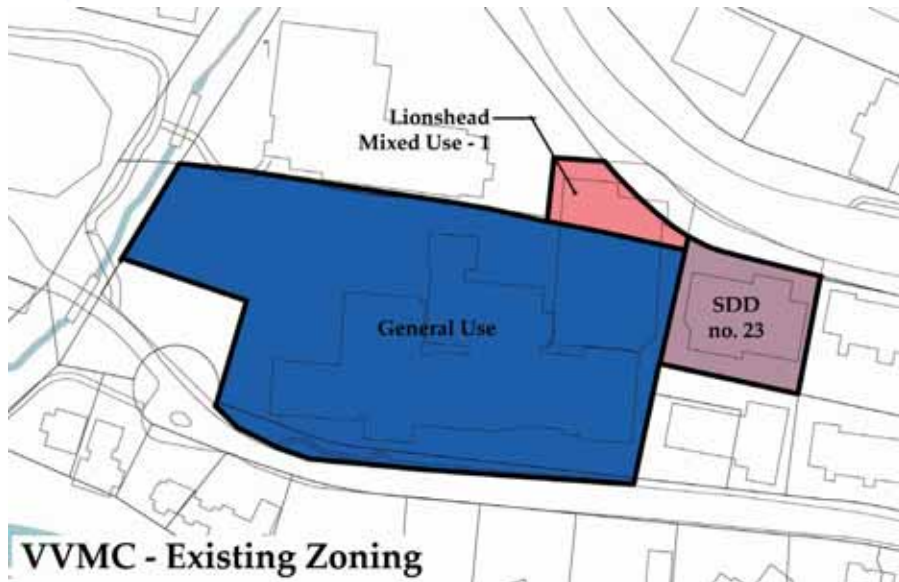 Lionshead
Mixed Use - 1
SDD
no. 23
General Use
VVMC - Existing Zoning